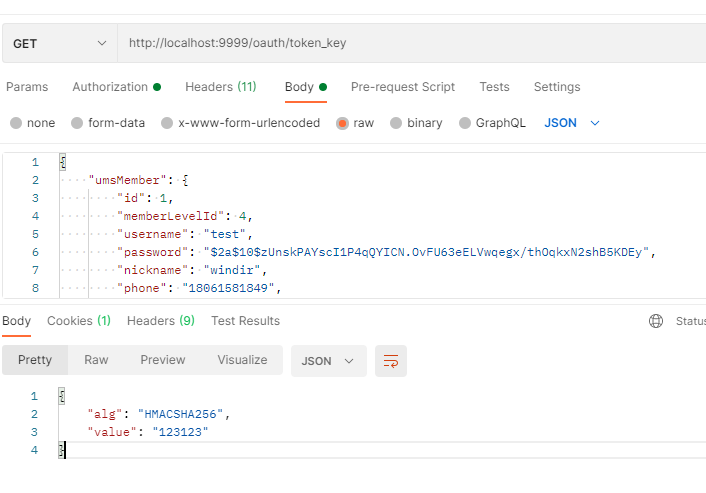 GET http://localhost:9999/oauth/token_key
Params Authorization Headers (11) Body Pre-request Script Tests Settings
none form-data x-www-form-urlencoded raw binary GraphQL JSON
1 {
2 "umsMember": {
3 "id": 1,
4 "memberLevelId": 4,
5 "username": "test",
6 "password": "$2a$10$zUnskPAYscI1P4qQYICN.OvFU63eELVwqegx/thOqkxN2shB5KDEy",
7 "nickname": "windir",
8 "phone": "18061581849",
Body Cookies (1) Headers (9) Test Results Status
Pretty Raw Preview Visualize JSON
1 {
2 "alg": "HMACSHA256",
3 "value": "123123"
4 }